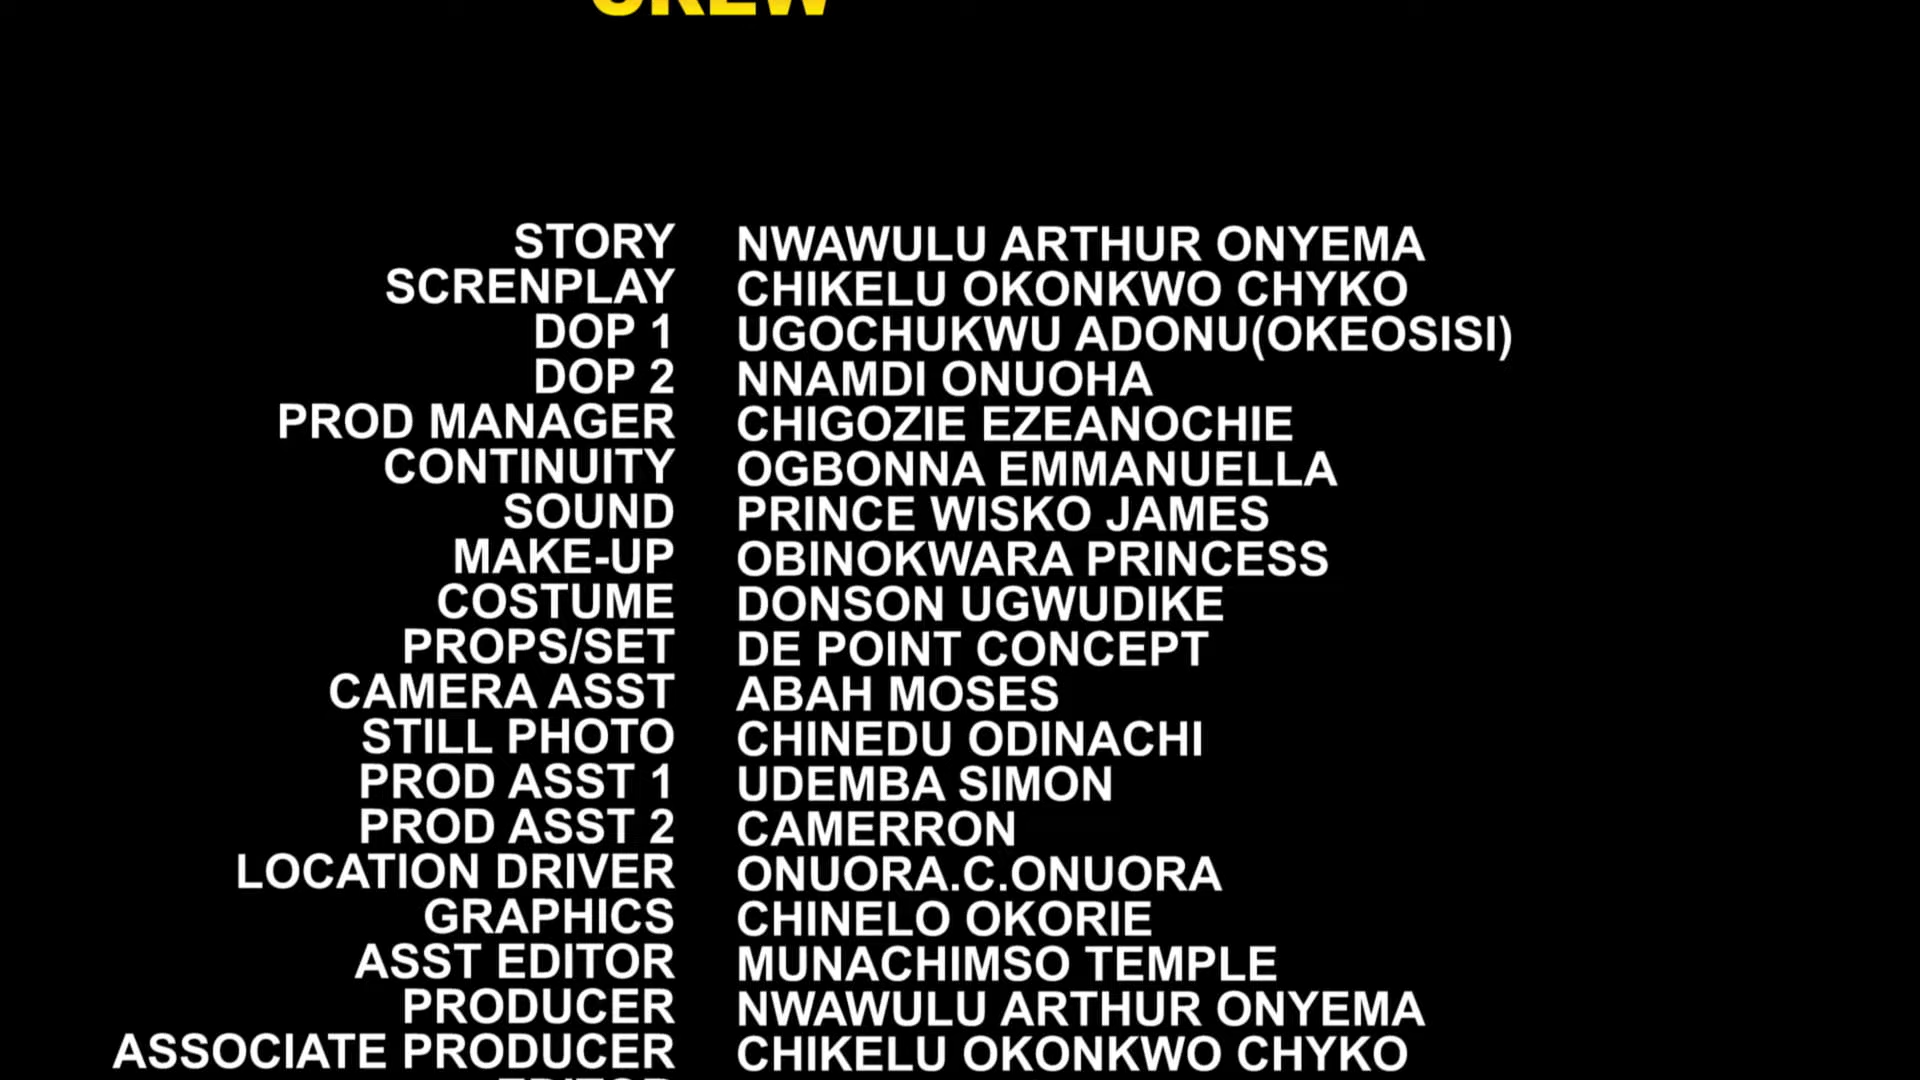 CREW
STORY NWAWULU ARTHUR ONYEMA
SCRENPLAY CHIKELU OKONKWO CHYKO
DOP 1 UGOCHUKWU ADONU(OKEOSISI)
DOP 2 NNAMDI ONUOHA
PROD MANAGER CHIGOZIE EZEANOCHIE
CONTINUITY OGBONNA EMMANUELLA
SOUND PRINCE WISKO JAMES
MAKE-UP OBINOKWARA PRINCESS
COSTUME DONSON UGWUDIKE
PROPS/SET DE POINT CONCEPT
CAMERA ASST ABAH MOSES
STILL PHOTO CHINEDU ODINACHI
PROD ASST 1 UDEMBA SIMON
PROD ASST 2 CAMERRON
LOCATION DRIVER ONUORA.C.ONUORA
GRAPHICS CHINELO OKORIE
ASST EDITOR MUNACHIMSO TEMPLE
PRODUCER NWAWULU ARTHUR ONYEMA
ASSOCIATE PRODUCER CHIKELU OKONKWO CHYKO
EDITOR